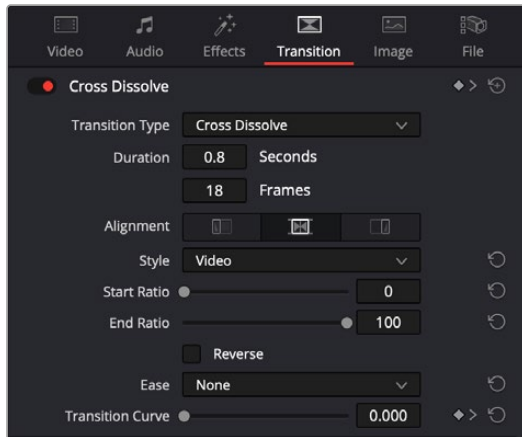 Video Audio Effects Transition Image File
Cross Dissolve
Transition Type Cross Dissolve
Duration 0.8 Seconds
18 Frames
Alignment
Style Video
Start Ratio 0
End Ratio 100
Reverse
Ease None
Transition Curve 0.000